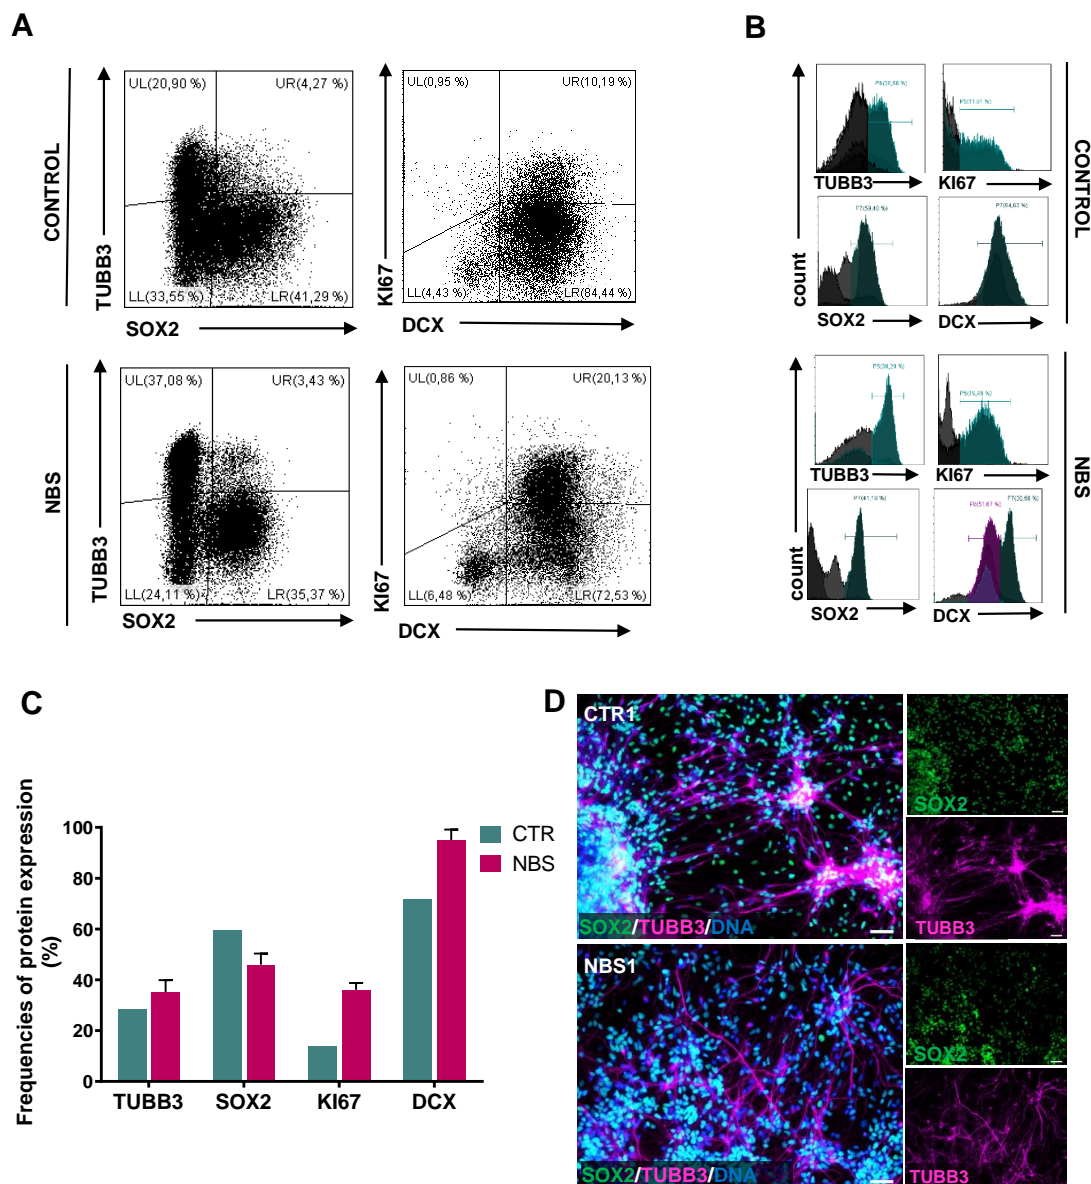 A
CONTROL
TUBB3
UL(20,90 %)
UR(4,27 %)
LL(33,55 %)
LR(41,29 %)
SOX2
KI67
UL(0,95 %)
UR(10,19 %)
LL(4,43 %)
LR(84,44 %)
DCX
NBS
TUBB3
UL(37,08 %)
UR(3,43 %)
LL(24,11 %)
LR(35,37 %)
SOX2
KI67
UL(0,86 %)
UR(20,13 %)
LL(6,48 %)
LR(72,53 %)
DCX
B
count
TUBB3
KI67
SOX2
DCX
CONTROL
count
TUBB3
KI67
SOX2
DCX
NBS
C
Frequencies of protein expression
(%)
100
80
60
40
20
0
TUBB3
SOX2
KI67
DCX
CTR
NBS
D
CTR1
SOX2/TUBB3/DNA
SOX2
TUBB3
NBS1
SOX2/TUBB3/DNA
SOX2
TUBB3